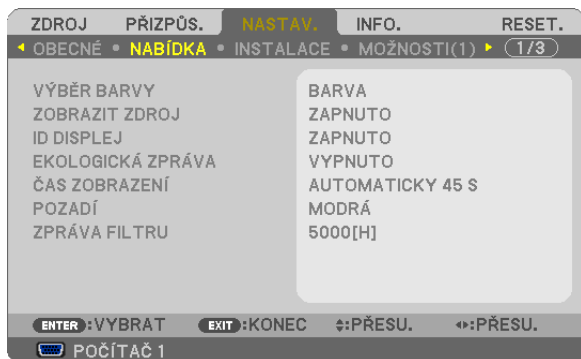 ZDROJ PŘIZPŮS. NASTAV. INFO. RESET.
OBECNÉ • NABÍDKA • INSTALACE • MOŽNOSTI(1) 1/3
VÝBĚR BARVY BARVA
ZOBRAZIT ZDROJ ZAPNUTO
ID DISPLEJ ZAPNUTO
EKOLOGICKÁ ZPRÁVA VYPNUTO
ČAS ZOBRAZENÍ AUTOMATICKY 45 S
POZADÍ MODRÁ
ZPRÁVA FILTRU 5000[H]
ENTER:VYBRAT EXIT:KONEC :PŘESU. :PŘESU.
POČÍTAČ 1